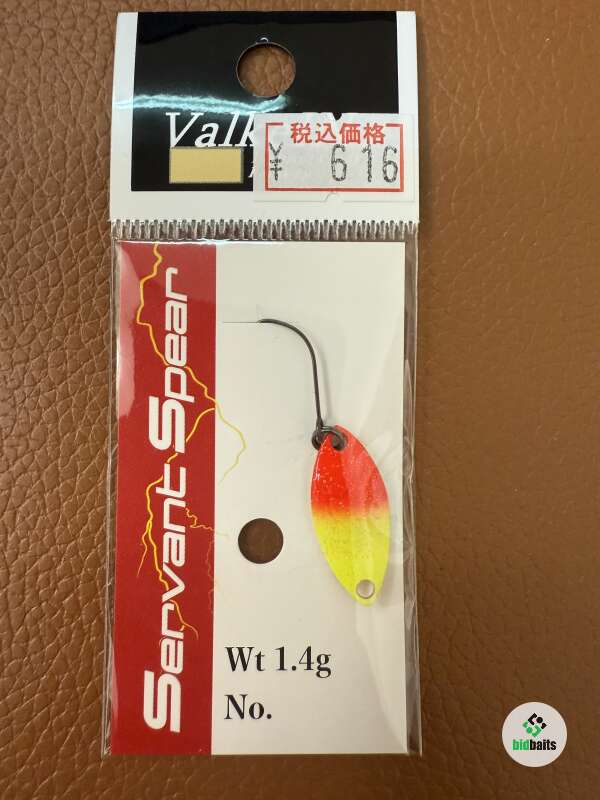 Valk
税込価格
¥ 616
Servant Spear
Wt 1.4g
No.
bidbaits